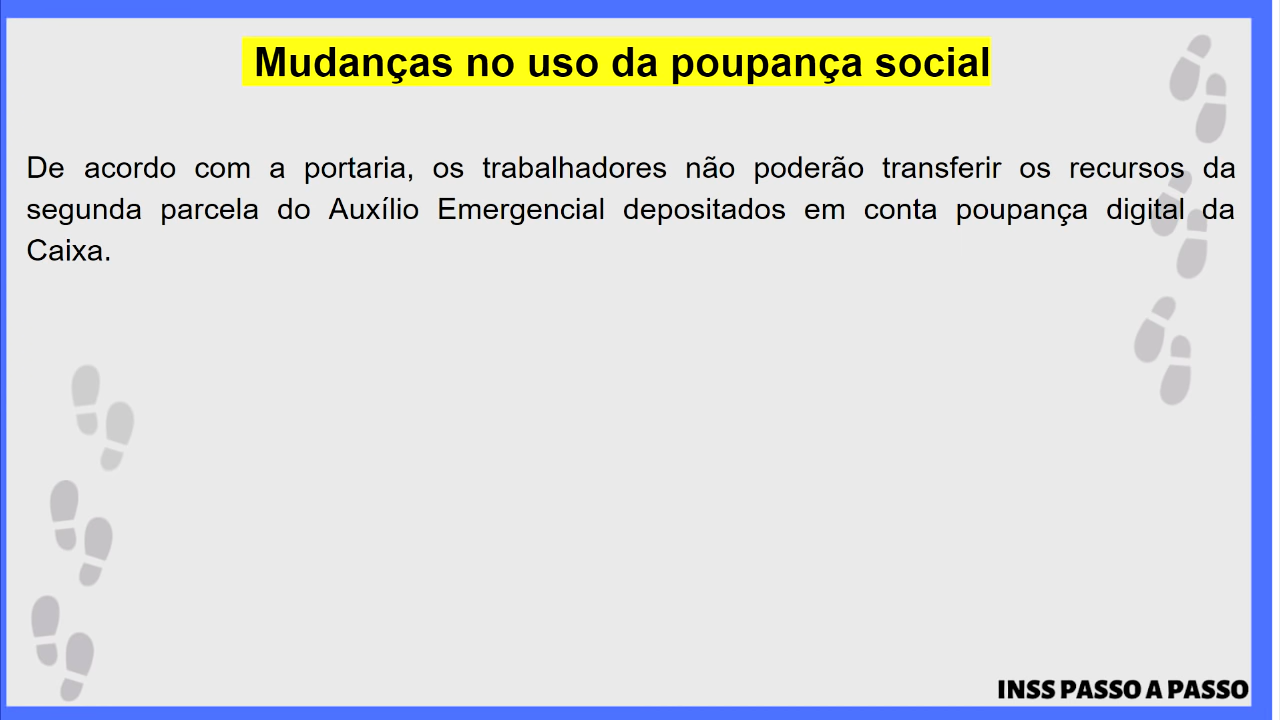 Mudanças no uso da poupança social
De acordo com a portaria, os trabalhadores não poderão transferir os recursos da
segunda parcela do Auxílio Emergencial depositados em conta poupança digital da
Caixa.
INSS PASSO A PASSO